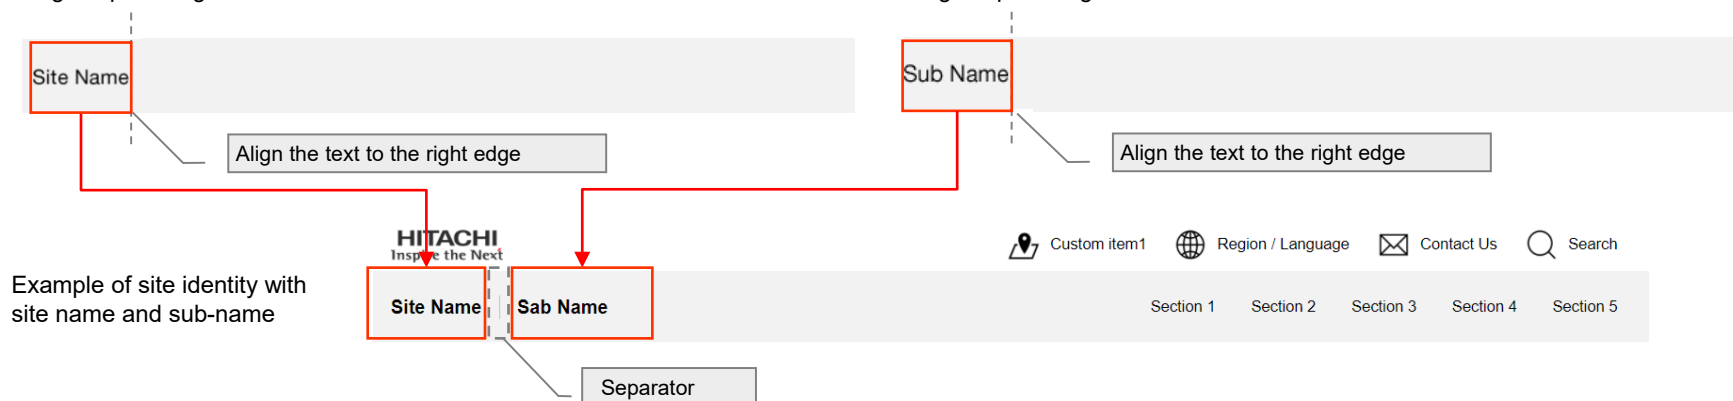 Site Name
Sub Name
Align the text to the right edge
Align the text to the right edge
HITACHI
Inspire the Next
Custom item1
Region / Language
Contact Us
Search
Example of site identity with
site name and sub-name
Site Name
Sab Name
Section 1
Section 2
Section 3
Section 4
Section 5
Separator